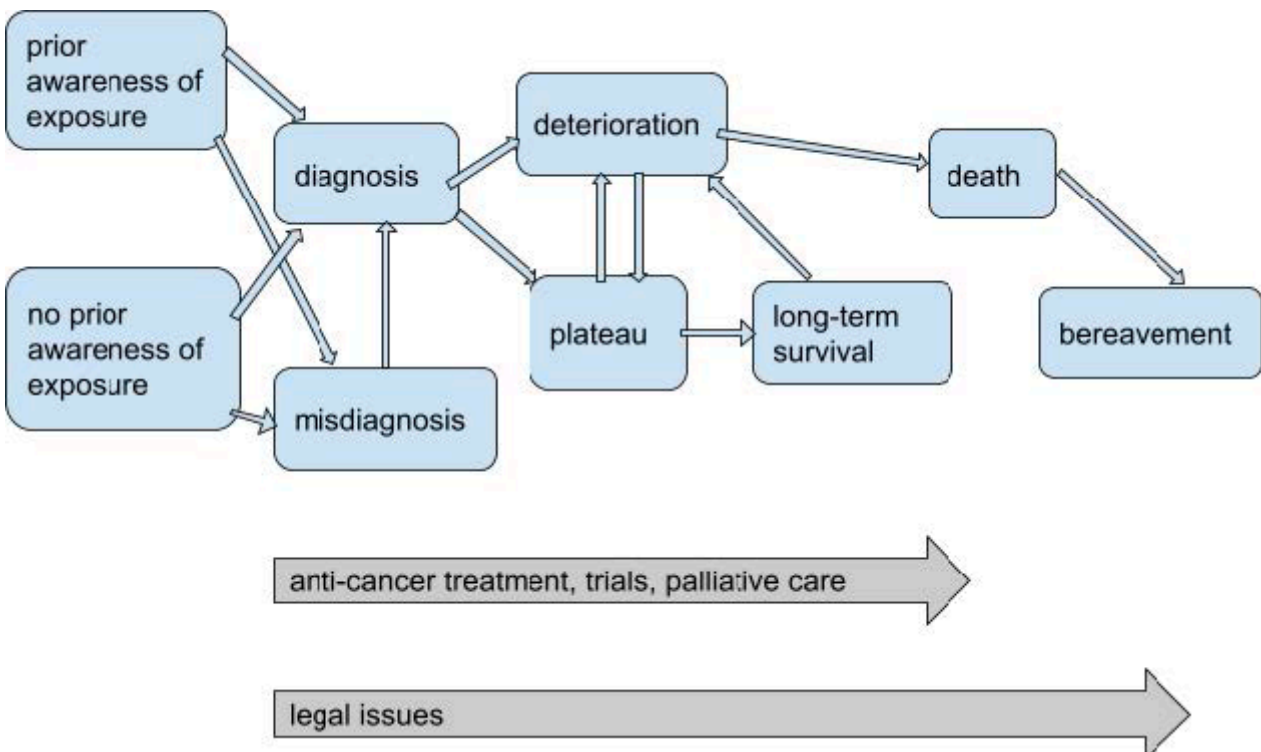 prior
awareness of
exposure
diagnosis
deterioration
death
no prior
awareness of
exposure
misdiagnosis
plateau
long-term
survival
bereavement
anti-cancer treatment, trials, palliative care
legal issues